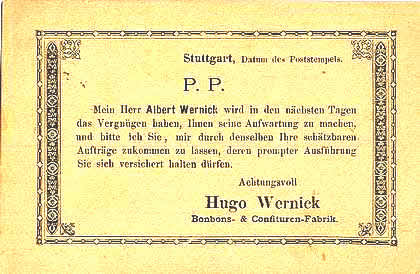 Stuttgart, Datum des Poststempels.
P. P.
Mein Herr Albert Wernick wird in den nächsten Tagen
das Vergnügen haben, Ihnen seine Aufwartung zu machen,
und bitte ich Sie, mir durch denselben Ihre schätzbaren
Aufträge zukommen zu lassen, deren prompter Ausführung
Sie sich versichert halten dürfen.
Achtungsvoll
Hugo Wernick
Bonbons- & Confituren-Fabrik.